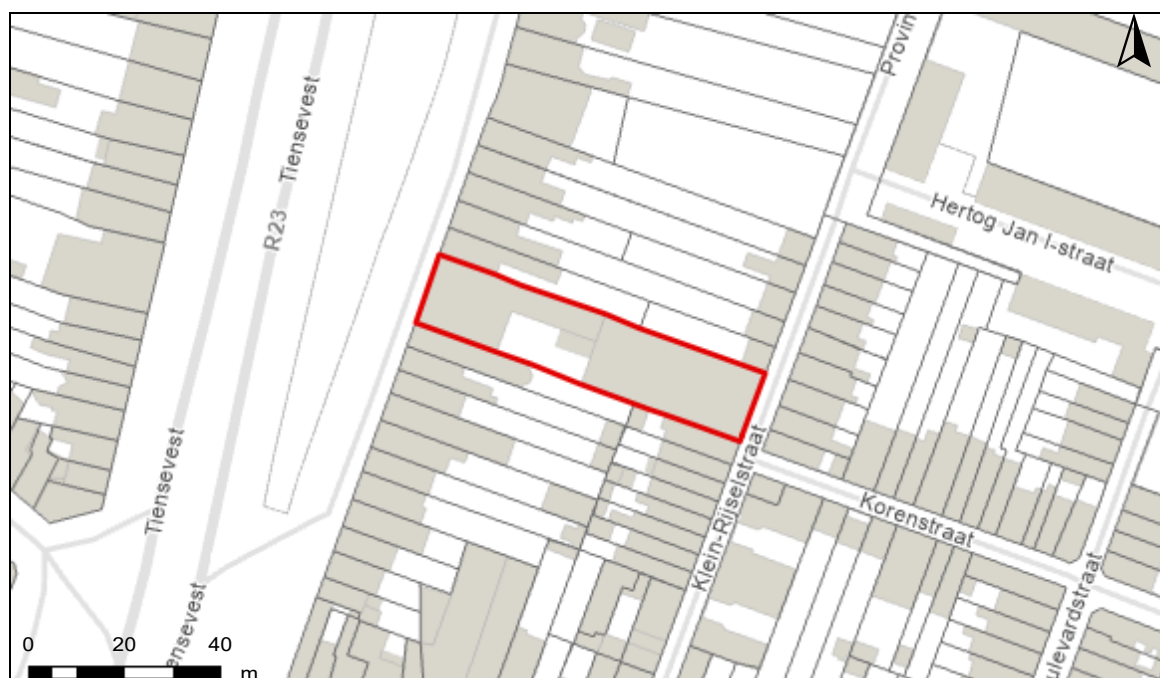 Provin
Tiensevest
Hertog Jan I-straat
R23
Tiensevest
Klein-Rijselstraat
Korenstraat
ulevardstraat
ensevest
0 20 40
m